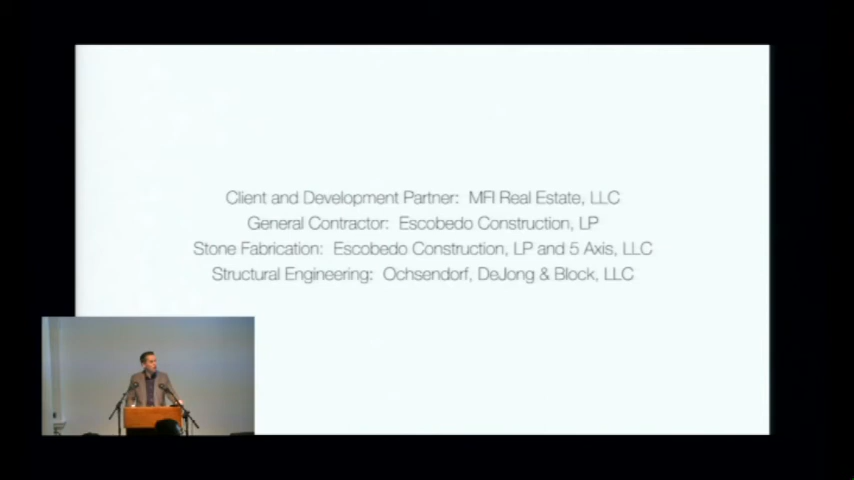 Client and Development Partner: MFI Real Estate, LLC
General Contractor: Escobedo Construction, LP
Stone Fabrication: Escobedo Construction, LP and 5 Axis, LLC
Structural Engineering: Ochsendorf, DeJong & Block, LLC